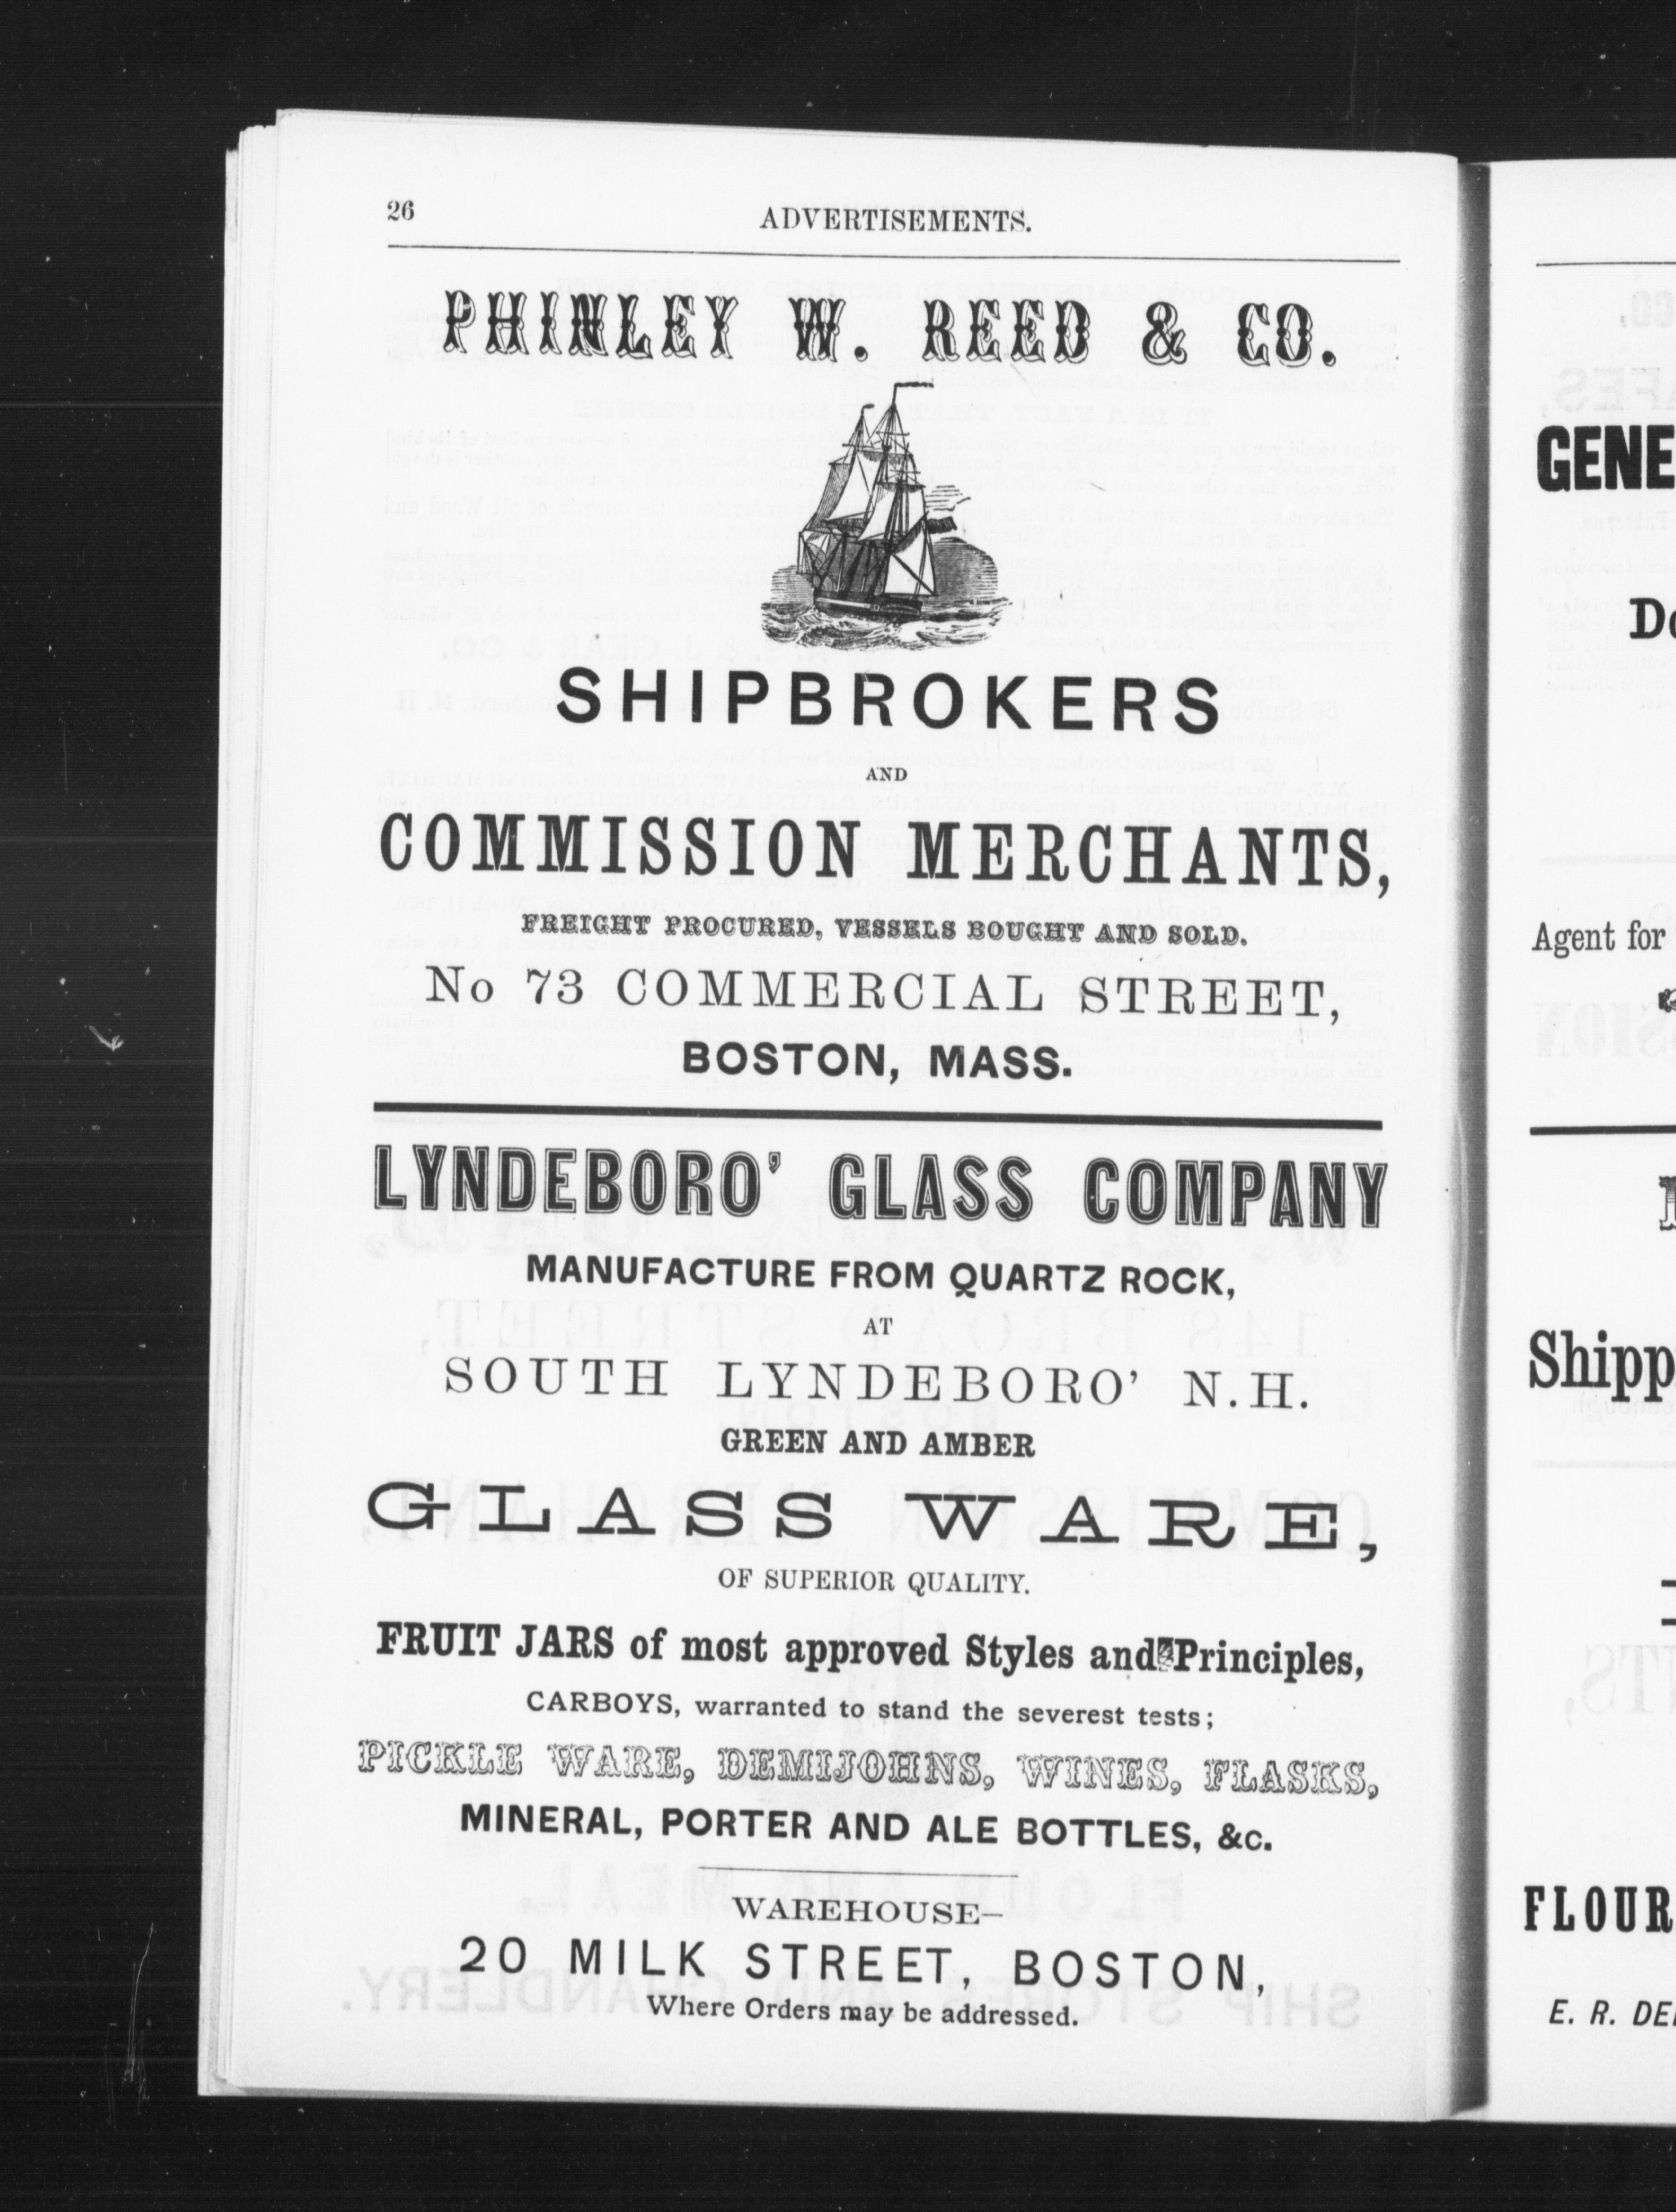 26
ADVERTISEMENTS.
PHINLEY W. REED & CO.
SHIPBROKERS
AND
COMMISSION MERCHANTS,
FREIGHT PROCURED, VESSELS BOUGHT AND SOLD.
No 73 COMMERCIAL STREET,
BOSTON, MASS.
LYNDEBORO' GLASS COMPANY
MANUFACTURE FROM QUARTZ ROCK,
AT
SOUTH LYNDEBORO' N.H.
GREEN AND AMBER
GLASS WARE,
OF SUPERIOR QUALITY.
FRUIT JARS of most approved Styles and Principles,
CARBOYS, warranted to stand the severest tests;
PICKLE WARE, DEMIJOHNS, WINES, FLASKS,
MINERAL, PORTER AND ALE BOTTLES, &c.
WAREHOUSE—
20 MILK STREET, BOSTON,
Where Orders may be addressed.
Agent for
FLOUR
E. R.